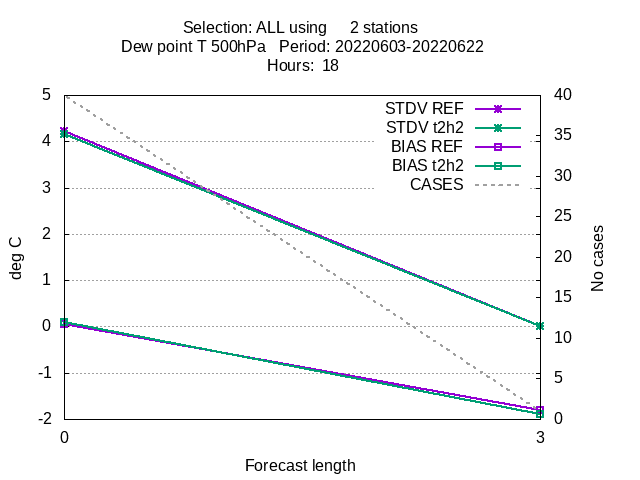 Selection: ALL using     2 stations
Dew point T 500hPa   Period: 20220603-20220622
Hours:  18
5
4
3
2
1
0
-1
-2
deg C
STDV REF
STDV t2h2
BIAS REF
BIAS t2h2
CASES
40
35
30
25
20
15
10
5
0
No cases
0
3
Forecast length